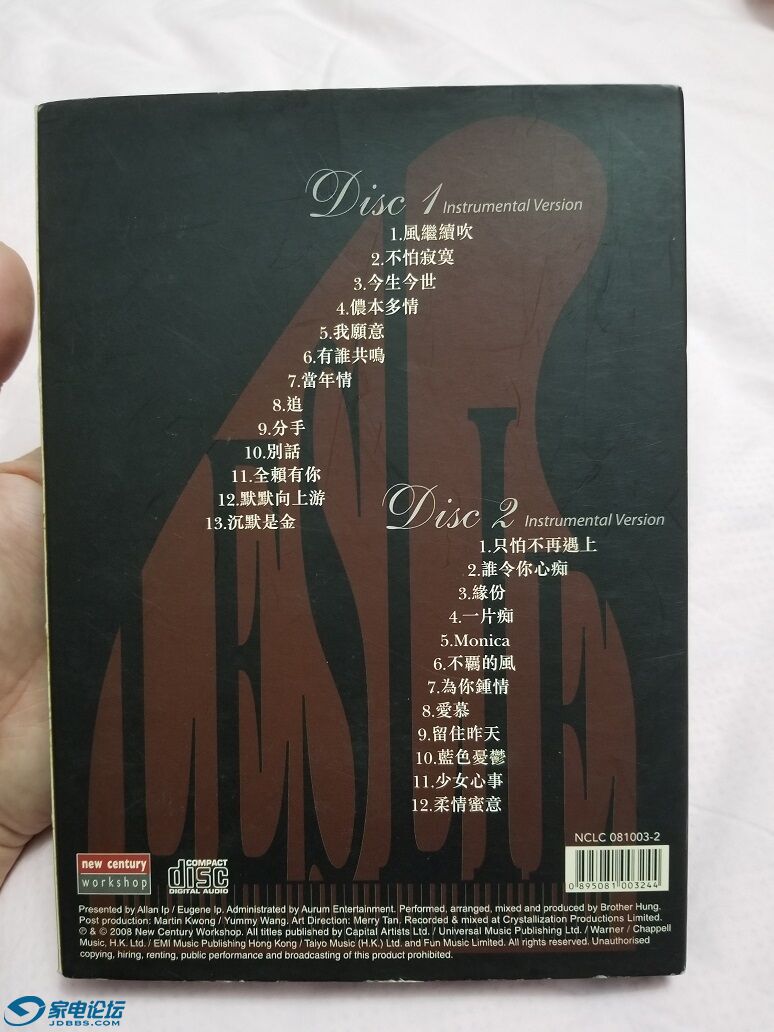 Disc 1 Instrumental Version
1.風繼續吹
2.不怕寂寞
3.今生今世
4.儂本多情
5.我願意
6.有誰共鳴
7.當年情
8.追
9.分手
10.別話
11.全賴有你
12.默默向上游
13.沉默是金
Disc 2 Instrumental Version
1.只怕不再遇上
2.誰令你心痴
3.緣份
4.一片痴
5.Monica
6.不羈的風
7.為你鍾情
8.愛慕
9.留住昨天
10.藍色憂鬱
11.少女心事
12.柔情蜜意
LESLIE
NCLC 081003-2
0 895081 003244
new century
workshop
COMPACT
disc
DIGITAL AUDIO
Presented by Allan Ip / Eugene Ip. Administrated by Aurum Entertainment. Performed, arranged, mixed and produced by Brother Hung.
Post production: Martin Kwong / Yummy Wang. Art Direction: Merry Tan. Recorded & mixed at Crystallization Productions Limited.
℗ & © 2008 New Century Workshop. All titles published by Capital Artists Ltd. / Universal Music Publishing Ltd. / Warner / Chappell
Music, H.K. Ltd. / EMI Music Publishing Hong Kong / Taiyo Music (H.K.) Ltd. and Fun Music Limited. All rights reserved. Unauthorised
copying, hiring, renting, public performance and broadcasting of this product prohibited.
家电论坛
JDBBS.COM